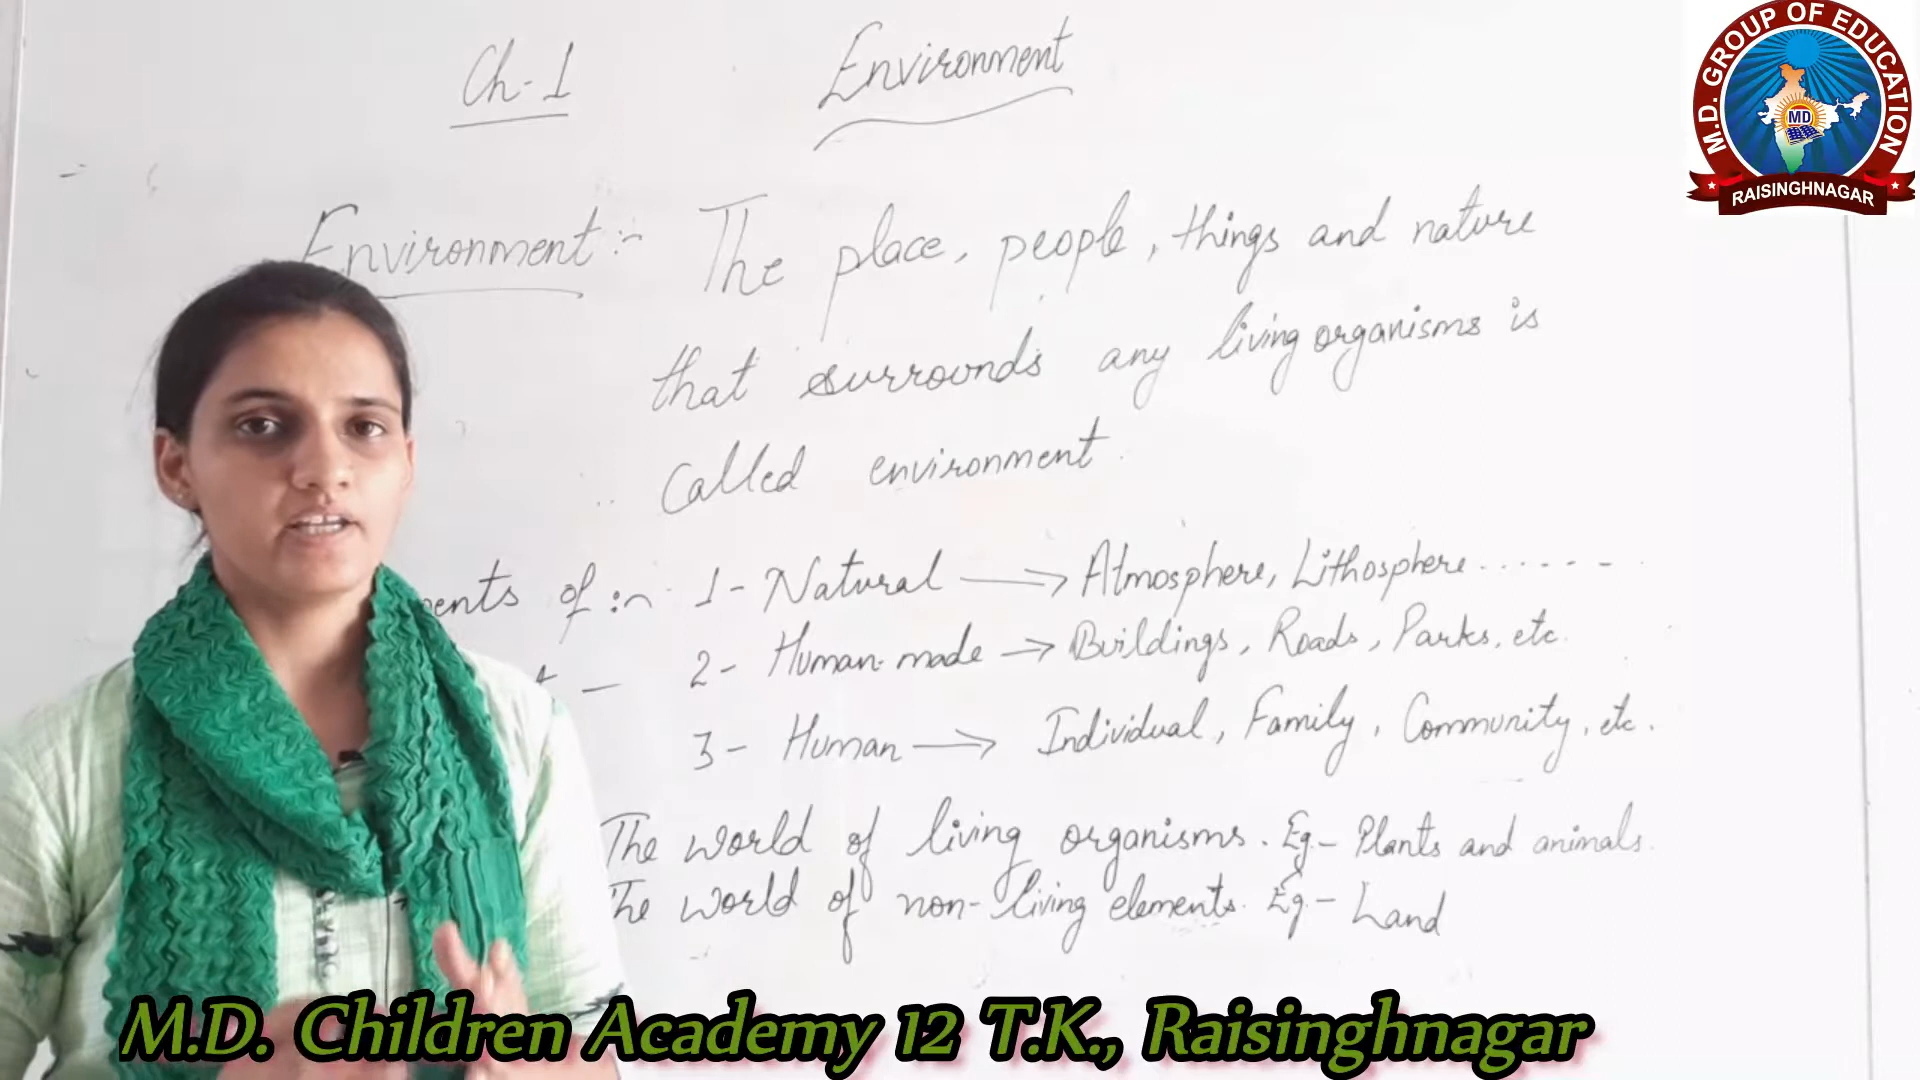 Ch-1 Environment
Environment :- The place, people, things and nature
that surrounds any living organisms is
Called environment.
of :- 1- Natural → Atmosphere, Lithosphere.......
2- Human-made → Buildings, Roads, Parks, etc.
3- Human → Individual, Family, Community, etc.
The world of living organisms. Eg.- Plants and animals.
The world of non-living elements. Eg.- Land
M.D. GROUP OF EDUCATION
MD
RAISINGHNAGAR
M.D. Children Academy 12 T.K., Raisinghnagar